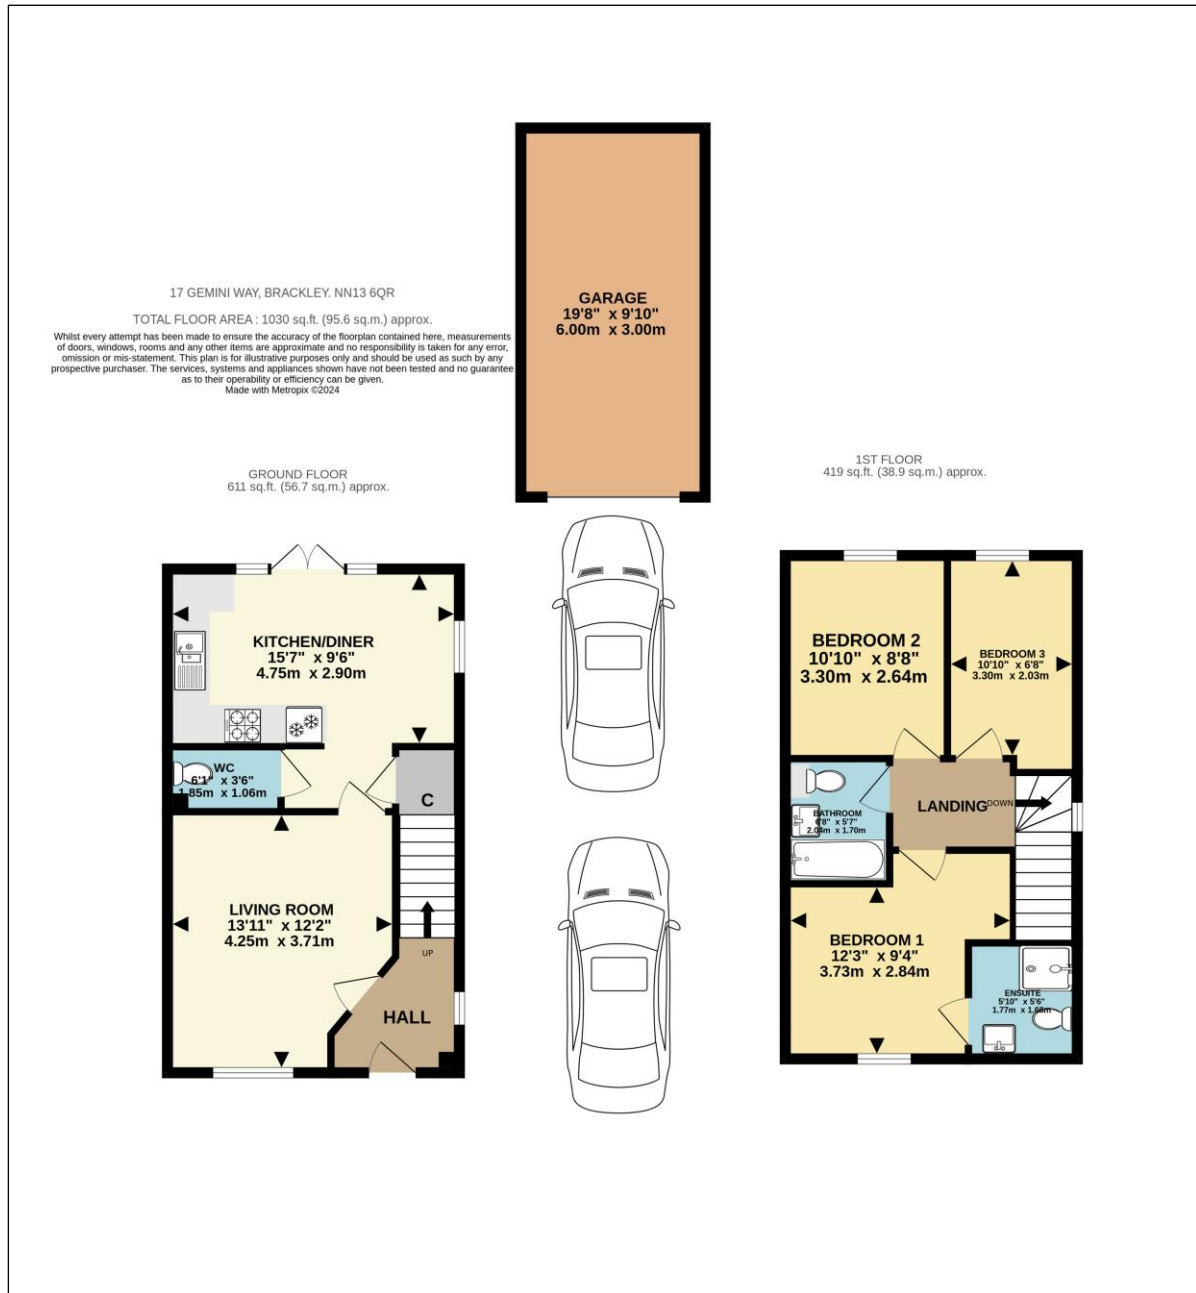 GARAGE
19'8" x 9'10"
6.00m x 3.00m
17 GEMINI WAY, BRACKLEY. NN13 6QR
TOTAL FLOOR AREA : 1030 sq.ft. (95.6 sq.m.) approx.
Whilst every attempt has been made to ensure the accuracy of the floorplan contained here, measurements
of doors, windows, rooms and any other items are approximate and no responsibility is taken for any error,
omission or mis-statement. This plan is for illustrative purposes only and should be used as such by any
prospective purchaser. The services, systems and appliances shown have not been tested and no guarantee
as to their operability or efficiency can be given.
Made with Metropix ©2024
GROUND FLOOR
611 sq.ft. (56.7 sq.m.) approx.
KITCHEN/DINER
15'7" x 9'6"
4.75m x 2.90m
WC
6'1" x 3'6"
1.85m x 1.06m
C
LIVING ROOM
13'11" x 12'2"
4.25m x 3.71m
UP
HALL
1ST FLOOR
419 sq.ft. (38.9 sq.m.) approx.
BEDROOM 2
10'10" x 8'8"
3.30m x 2.64m
BEDROOM 3
10'10" x 6'8"
3.30m x 2.03m
BATHROOM
6'8" x 5'7"
2.04m x 1.70m
LANDING
DOWN
BEDROOM 1
12'3" x 9'4"
3.73m x 2.84m
ENSUITE
5'10" x 5'6"
1.77m x 1.68m